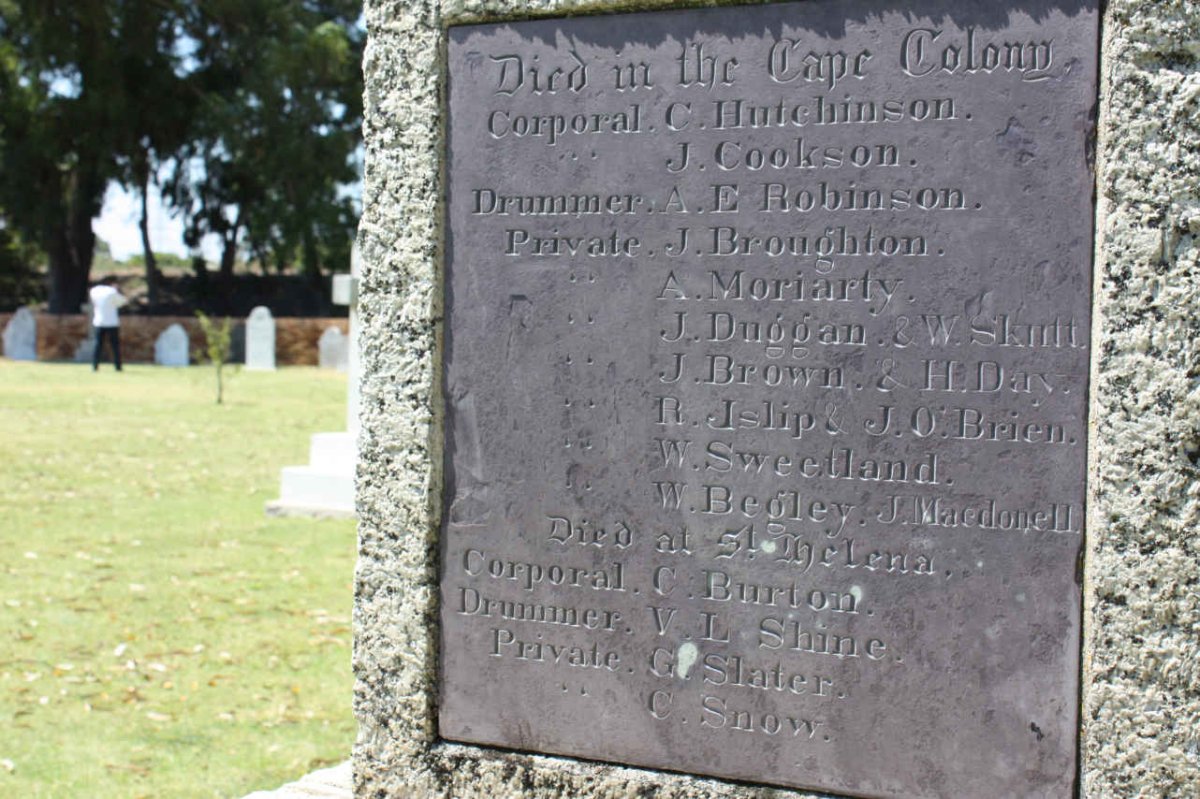 Died in the Cape Colony.
Corporal. C. Hutchinson.
" J. Cookson.
Drummer. A. E Robinson.
Private. J. Broughton.
" A. Moriarty.
" J. Duggan. & W. Skutt.
" J. Brown. & H. Day.
" R. Jslip & J. O'Brien.
" W. Sweetland.
" W. Begley. J. Macdonell.
Died at St. Helena.
Corporal. C. Burton.
Drummer. V. L Shine.
Private. G. Slater.
" C. Snow.